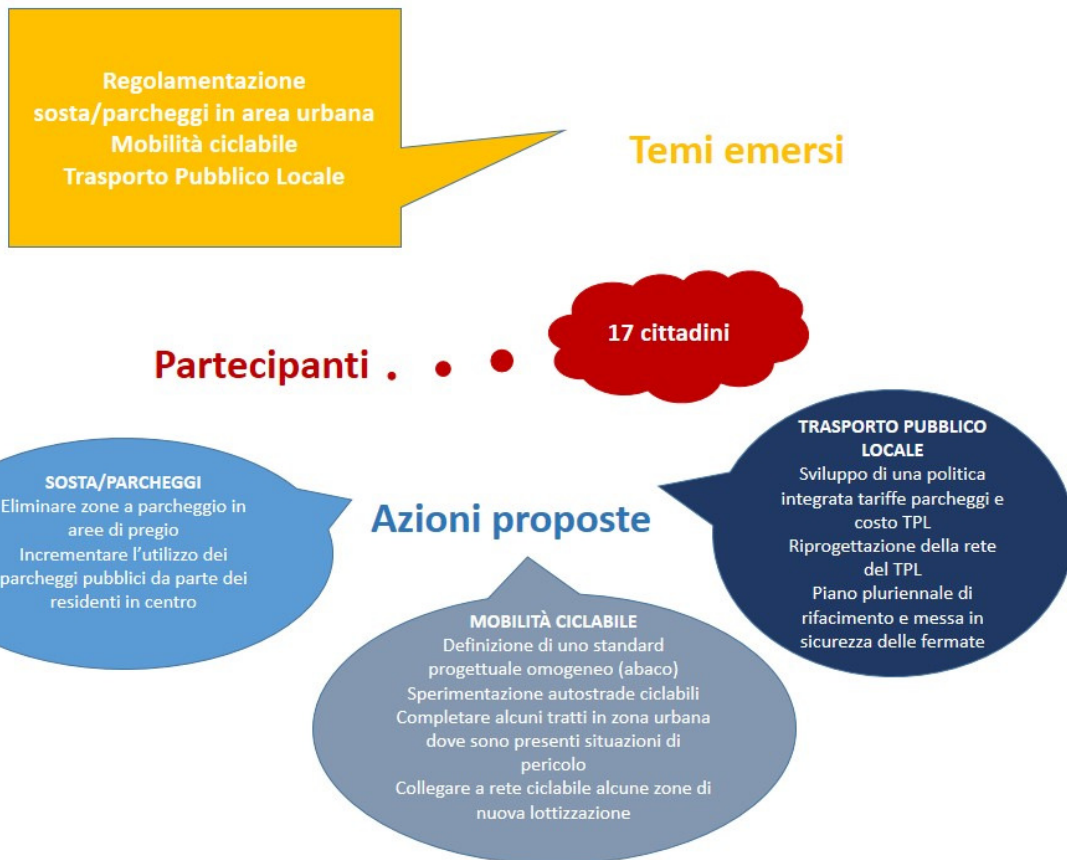 Regolamentazione
sosta/parcheggi in area urbana
Mobilità ciclabile
Trasporto Pubblico Locale
Temi emersi
17 cittadini
Partecipanti
SOSTA/PARCHEGGI
Eliminare zone a parcheggio in
aree di pregio
Incrementare l'utilizzo dei
parcheggi pubblici da parte dei
residenti in centro
Azioni proposte
TRASPORTO PUBBLICO
LOCALE
Sviluppo di una politica
integrata tariffe parcheggi e
costo TPL
Riprogettazione della rete
del TPL
Piano pluriennale di
rifacimento e messa in
sicurezza delle fermate
MOBILITÀ CICLABILE
Definizione di uno standard
progettuale omogeneo (abaco)
Sperimentazione autostrade ciclabili
Completare alcuni tratti in zona urbana
dove sono presenti situazioni di
pericolo
Collegare a rete ciclabile alcune zone di
nuova lottizzazione